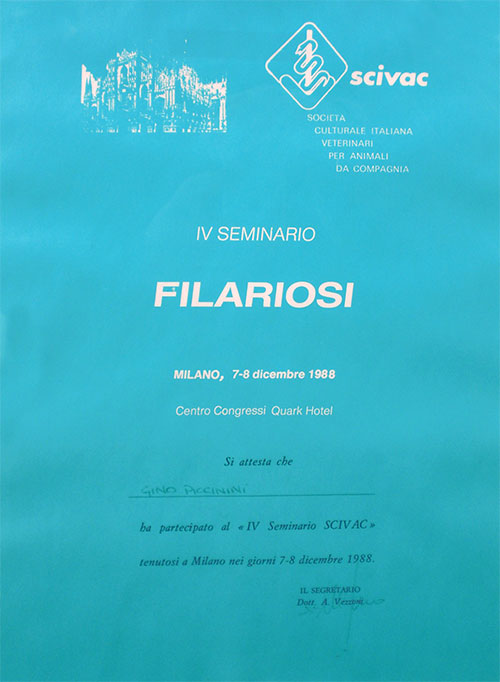 scivac
SOCIETÀ
CULTURALE ITALIANA
VETERINARI
PER ANIMALI
DA COMPAGNIA
IV SEMINARIO
FILARIOSI
MILANO, 7-8 dicembre 1988
Centro Congressi Quark Hotel
Si attesta che
GINO PICCININI
ha partecipato al « IV Seminario SCIVAC »
tenutosi a Milano nei giorni 7-8 dicembre 1988.
IL SEGRETARIO
Dott. A. Vezzoni